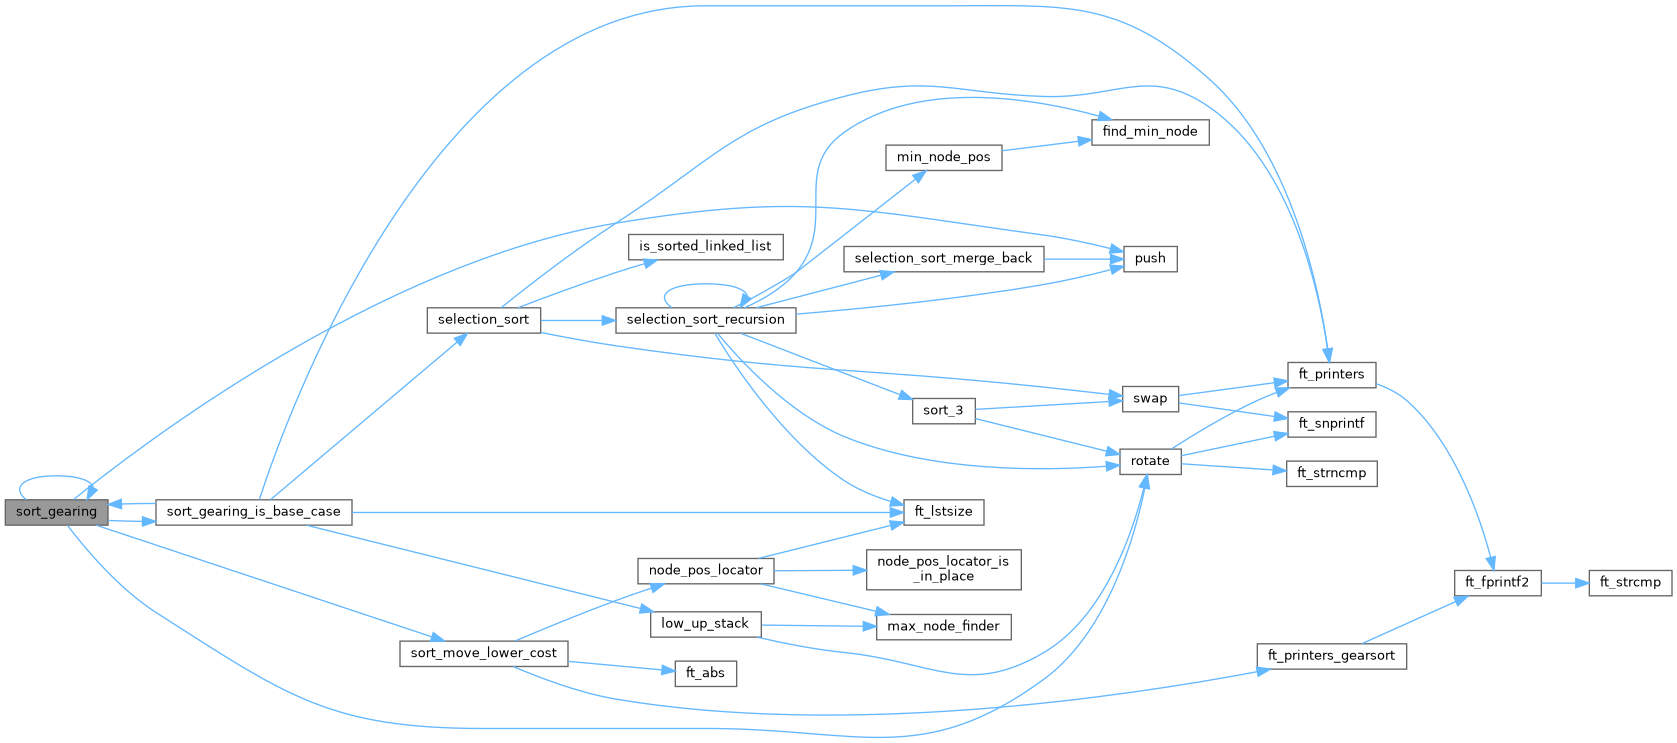 find_min_node
min_node_pos
is_sorted_linked_list
selection_sort_merge_back
push
selection_sort
selection_sort_recursion
ft_printers
swap
sort_3
ft_snprintf
rotate
ft_strncmp
sort_gearing
sort_gearing_is_base_case
ft_lstsize
node_pos_locator
node_pos_locator_is
_in_place
ft_fprintf2
ft_strcmp
low_up_stack
max_node_finder
sort_move_lower_cost
ft_printers_gearsort
ft_abs